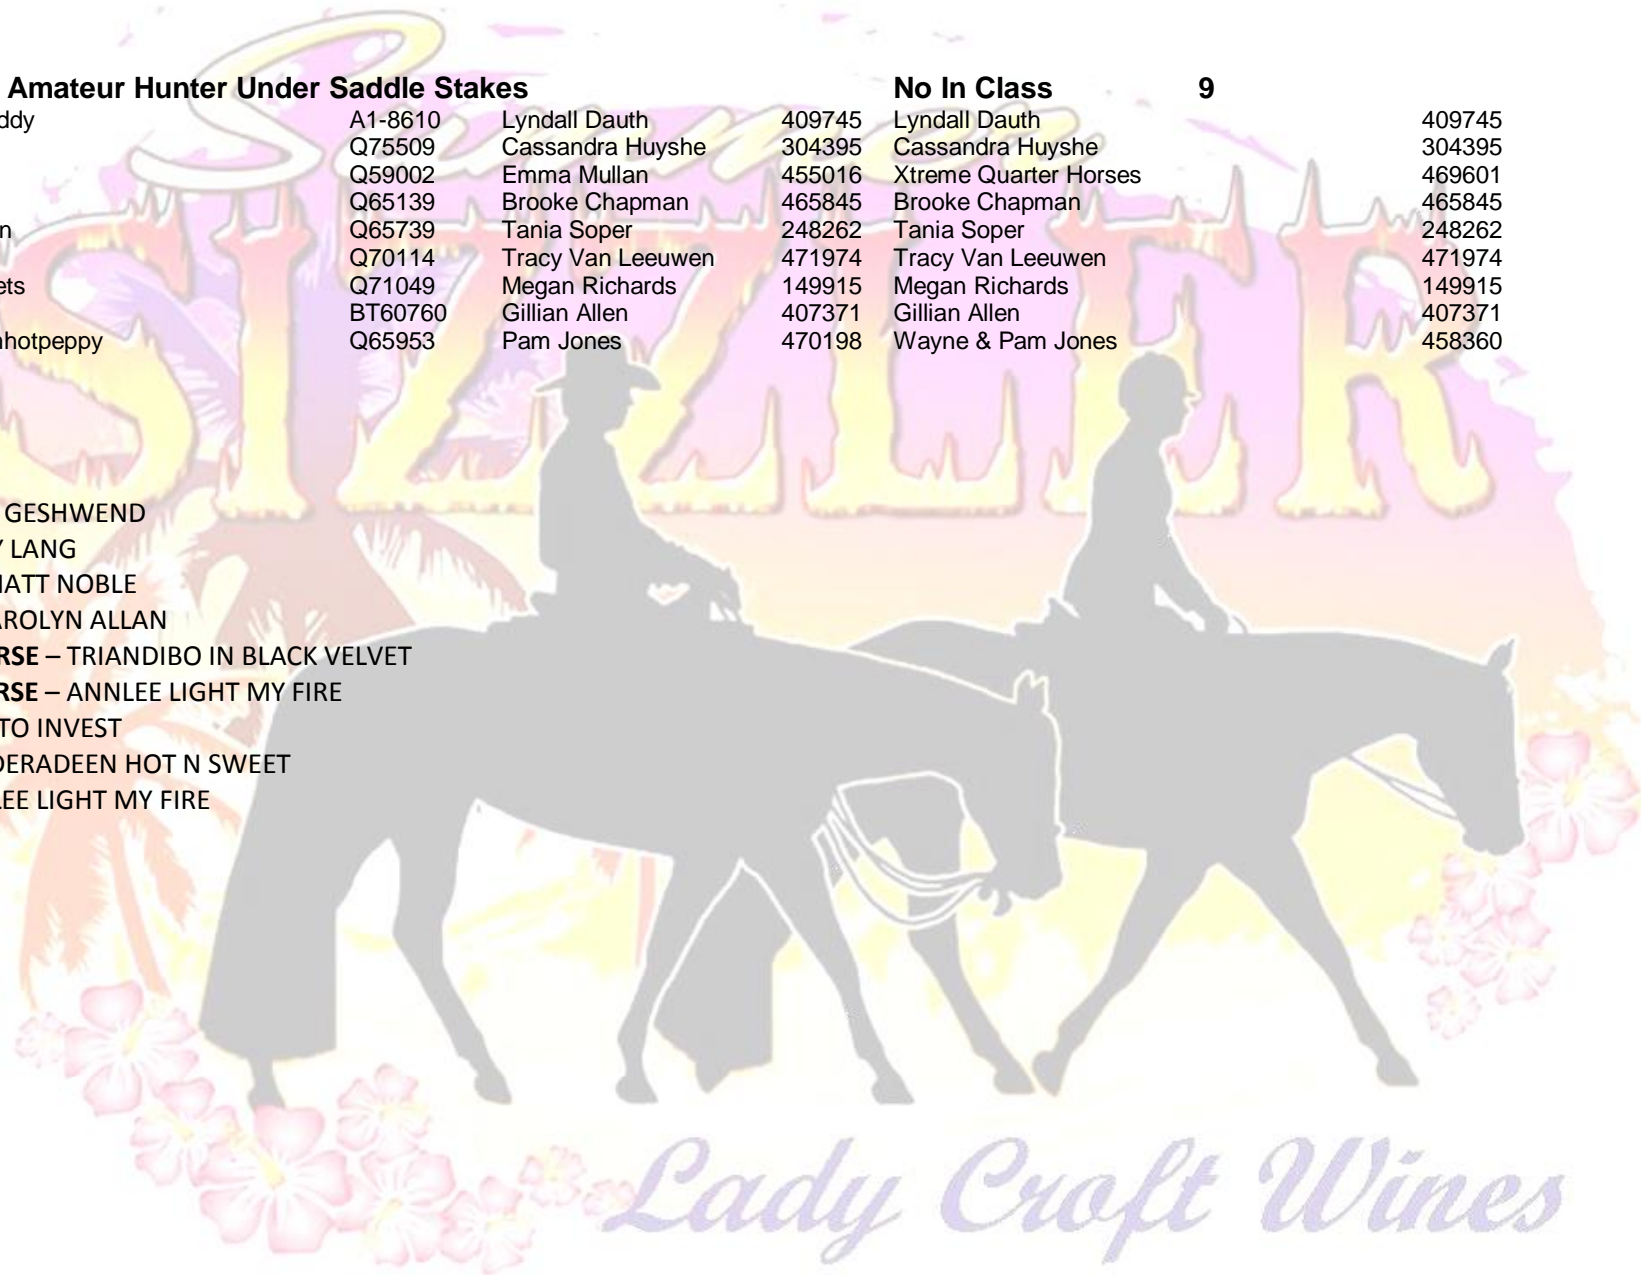 Amateur Hunter Under Saddle Stakes No In Class 9
ddy A1-8610 Lyndall Dauth 409745 Lyndall Dauth 409745
Q75509 Cassandra Huyshe 304395 Cassandra Huyshe 304395
Q59002 Emma Mullan 455016 Xtreme Quarter Horses 469601
Q65139 Brooke Chapman 465845 Brooke Chapman 465845
n Q65739 Tania Soper 248262 Tania Soper 248262
Q70114 Tracy Van Leeuwen 471974 Tracy Van Leeuwen 471974
ets Q71049 Megan Richards 149915 Megan Richards 149915
BT60760 Gillian Allen 407371 Gillian Allen 407371
hotpeppy Q65953 Pam Jones 470198 Wayne & Pam Jones 458360
Summer
SIZZLER
GESHWEND
Y LANG
IATT NOBLE
AROLYN ALLAN
RSE – TRIANDIBO IN BLACK VELVET
RSE – ANNLEE LIGHT MY FIRE
TO INVEST
DERADEEN HOT N SWEET
LEE LIGHT MY FIRE
Lady Croft Wines